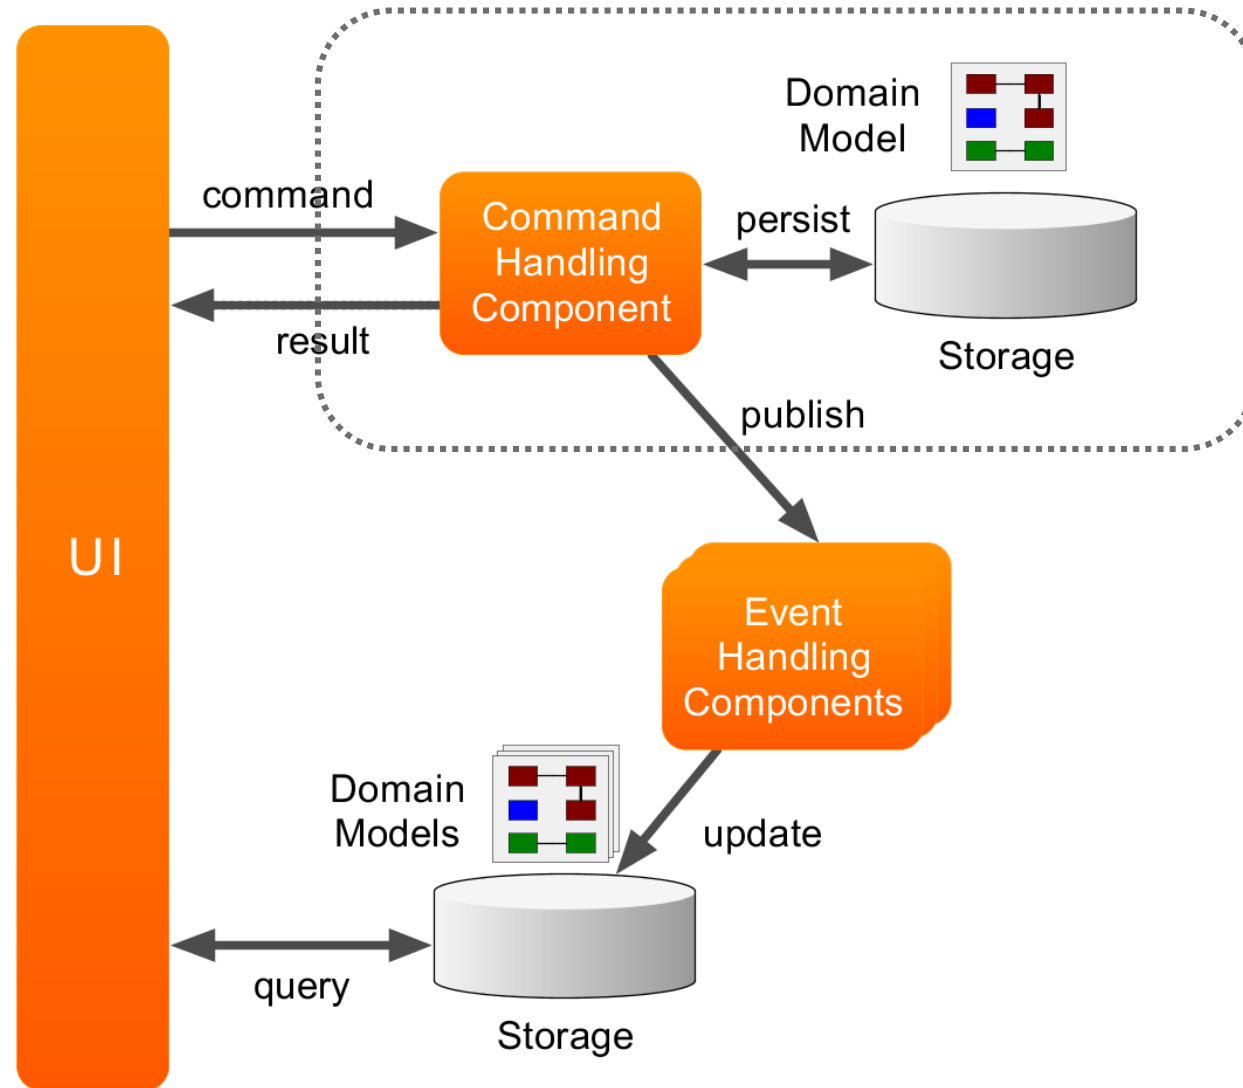 Domain
Model
command
Command
Handling
Component
persist
result
Storage
publish
UI
Event
Handling
Components
Domain
Models
update
query
Storage